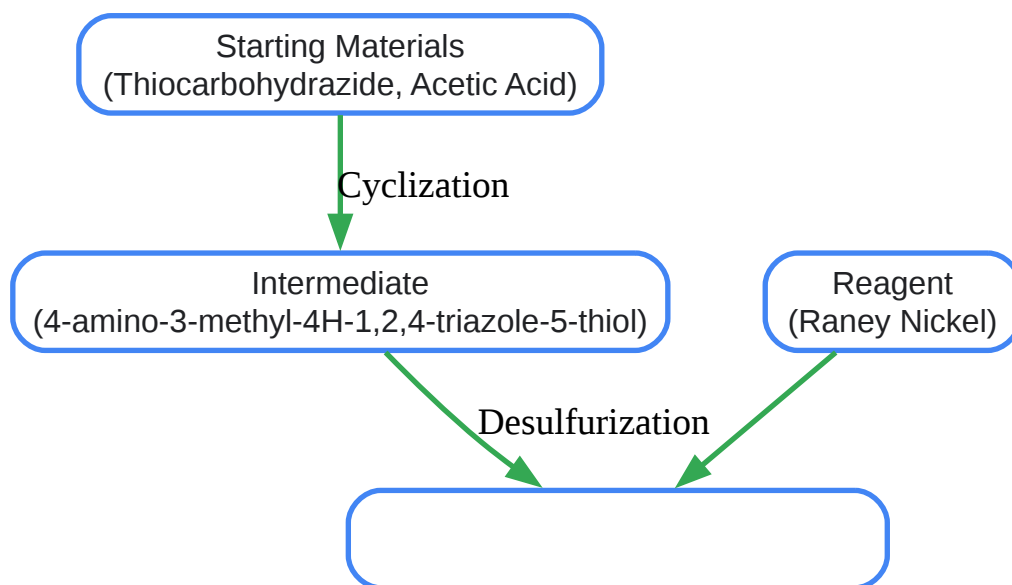 Starting Materials
(Thiocarbohydrazide, Acetic Acid)
Cyclization
Intermediate
(4-amino-3-methyl-4H-1,2,4-triazole-5-thiol)
Reagent
(Raney Nickel)
Desulfurization